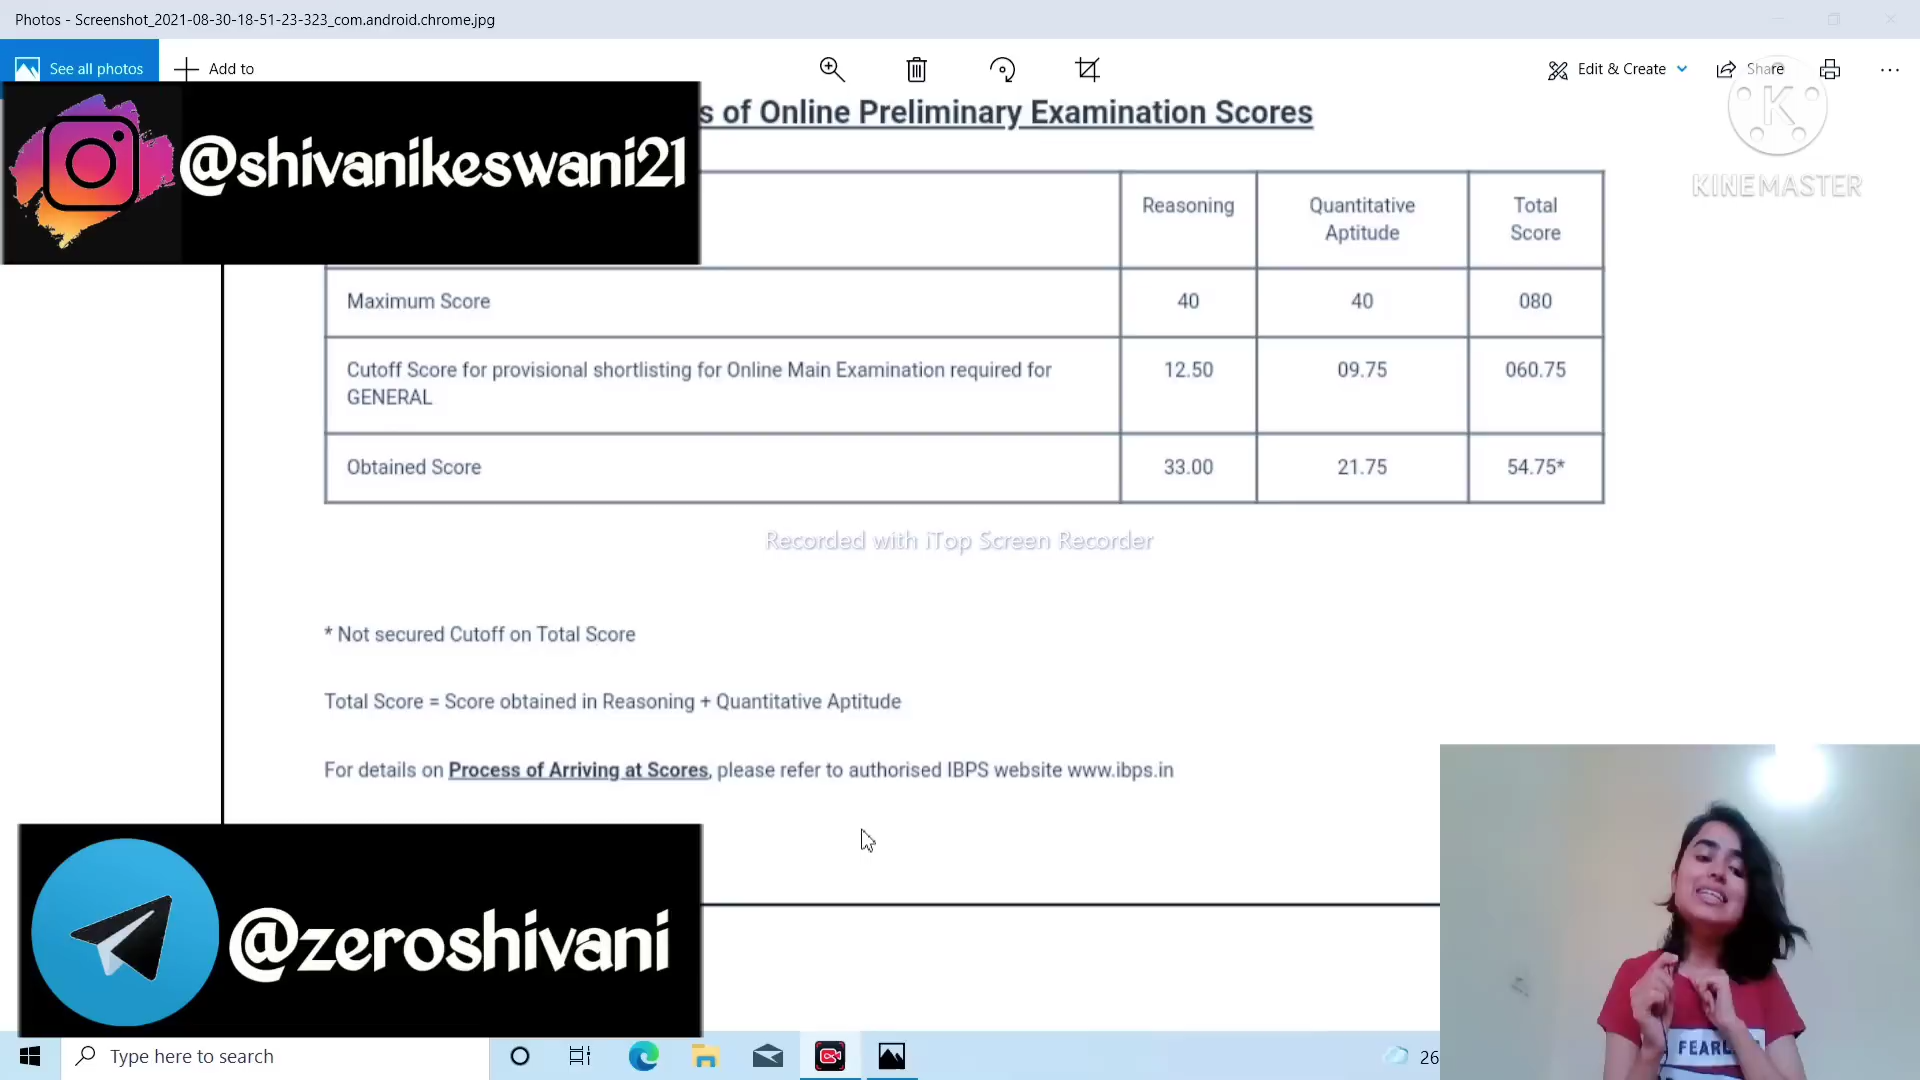 Photos - Screenshot_2021-08-30-18-51-23-323_com.android.chrome.jpg
See all photos
Add to
Edit & Create
Share
KINEMASTER
@shivanikeswani21
s of Online Preliminary Examination Scores
Reasoning
Quantitative
Aptitude
Total
Score
Maximum Score
40
40
080
Cutoff Score for provisional shortlisting for Online Main Examination required for
GENERAL
12.50
09.75
060.75
Obtained Score
33.00
21.75
54.75*
Recorded with iTop Screen Recorder
* Not secured Cutoff on Total Score
Total Score = Score obtained in Reasoning + Quantitative Aptitude
For details on Process of Arriving at Scores, please refer to authorised IBPS website www.ibps.in
@zeroshivani
Type here to search
26